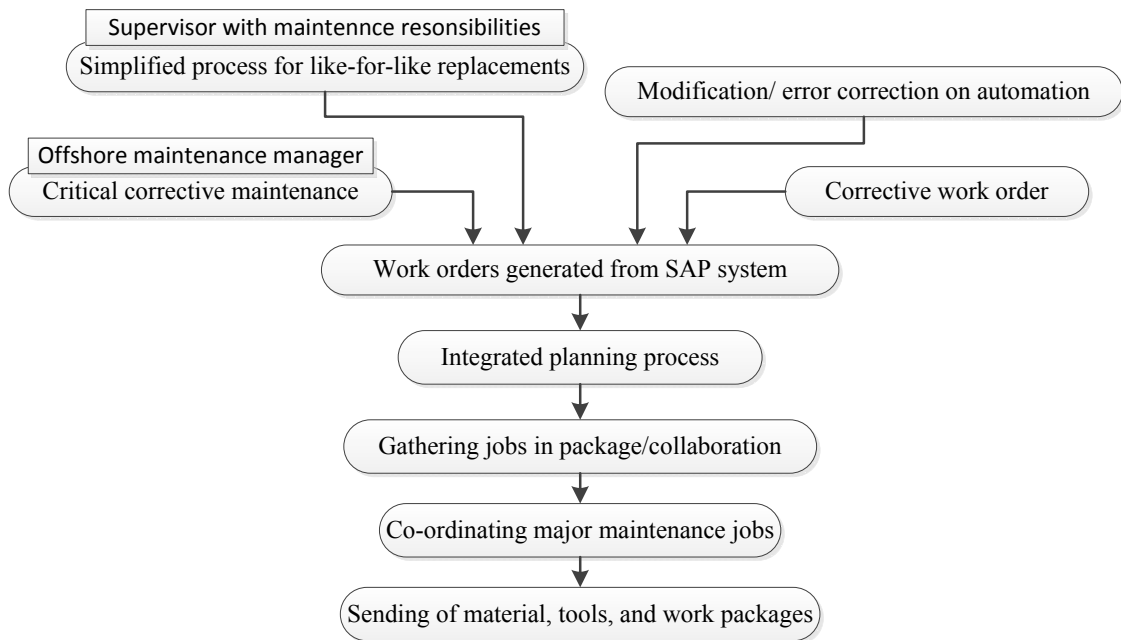 Supervisor with maintennce resonsibilities
Simplified process for like-for-like replacements
Modification/ error correction on automation
Offshore maintenance manager
Critical corrective maintenance
Corrective work order
Work orders generated from SAP system
Integrated planning process
Gathering jobs in package/collaboration
Co-ordinating major maintenance jobs
Sending of material, tools, and work packages